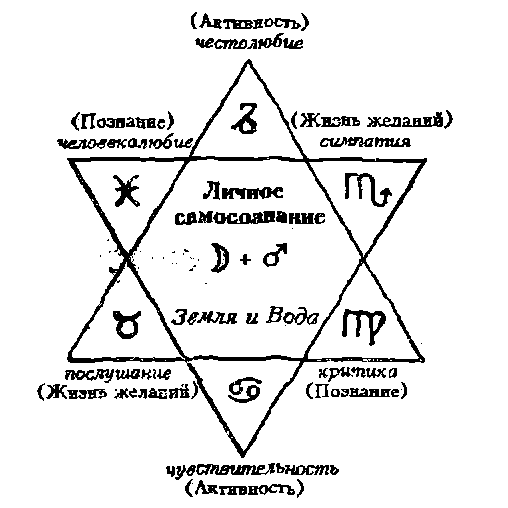 (Активность)
честолюбие
(Познание)
человеколюбие
(Жизнь желаний)
симпатия
♑
♓
♏
Личное
самосознание
☽ + ♂
Земля и Вода
♉
♍
♋
послушание
(Жизнь желаний)
критика
(Познание)
чувствительность
(Активность)